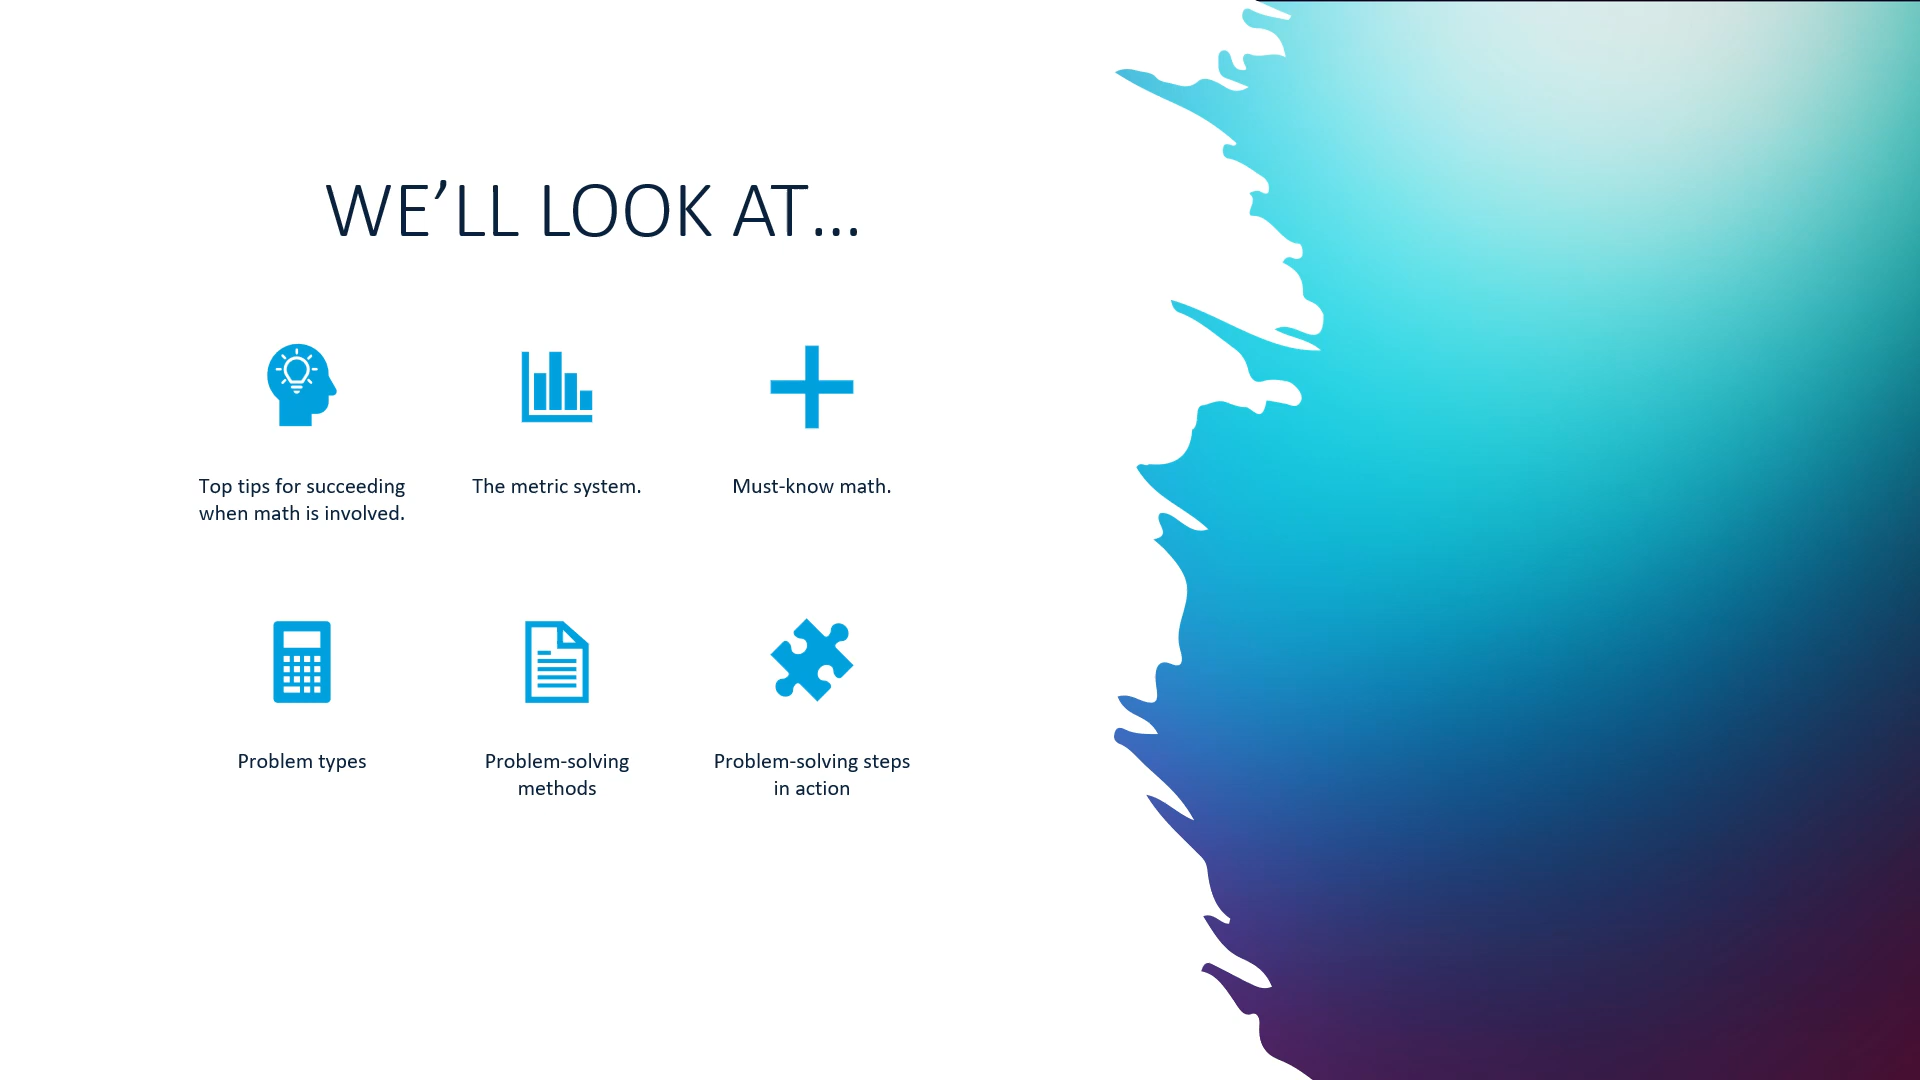 WE’LL LOOK AT…
Top tips for succeeding
when math is involved.
The metric system.
Must-know math.
Problem types
Problem-solving
methods
Problem-solving steps
in action